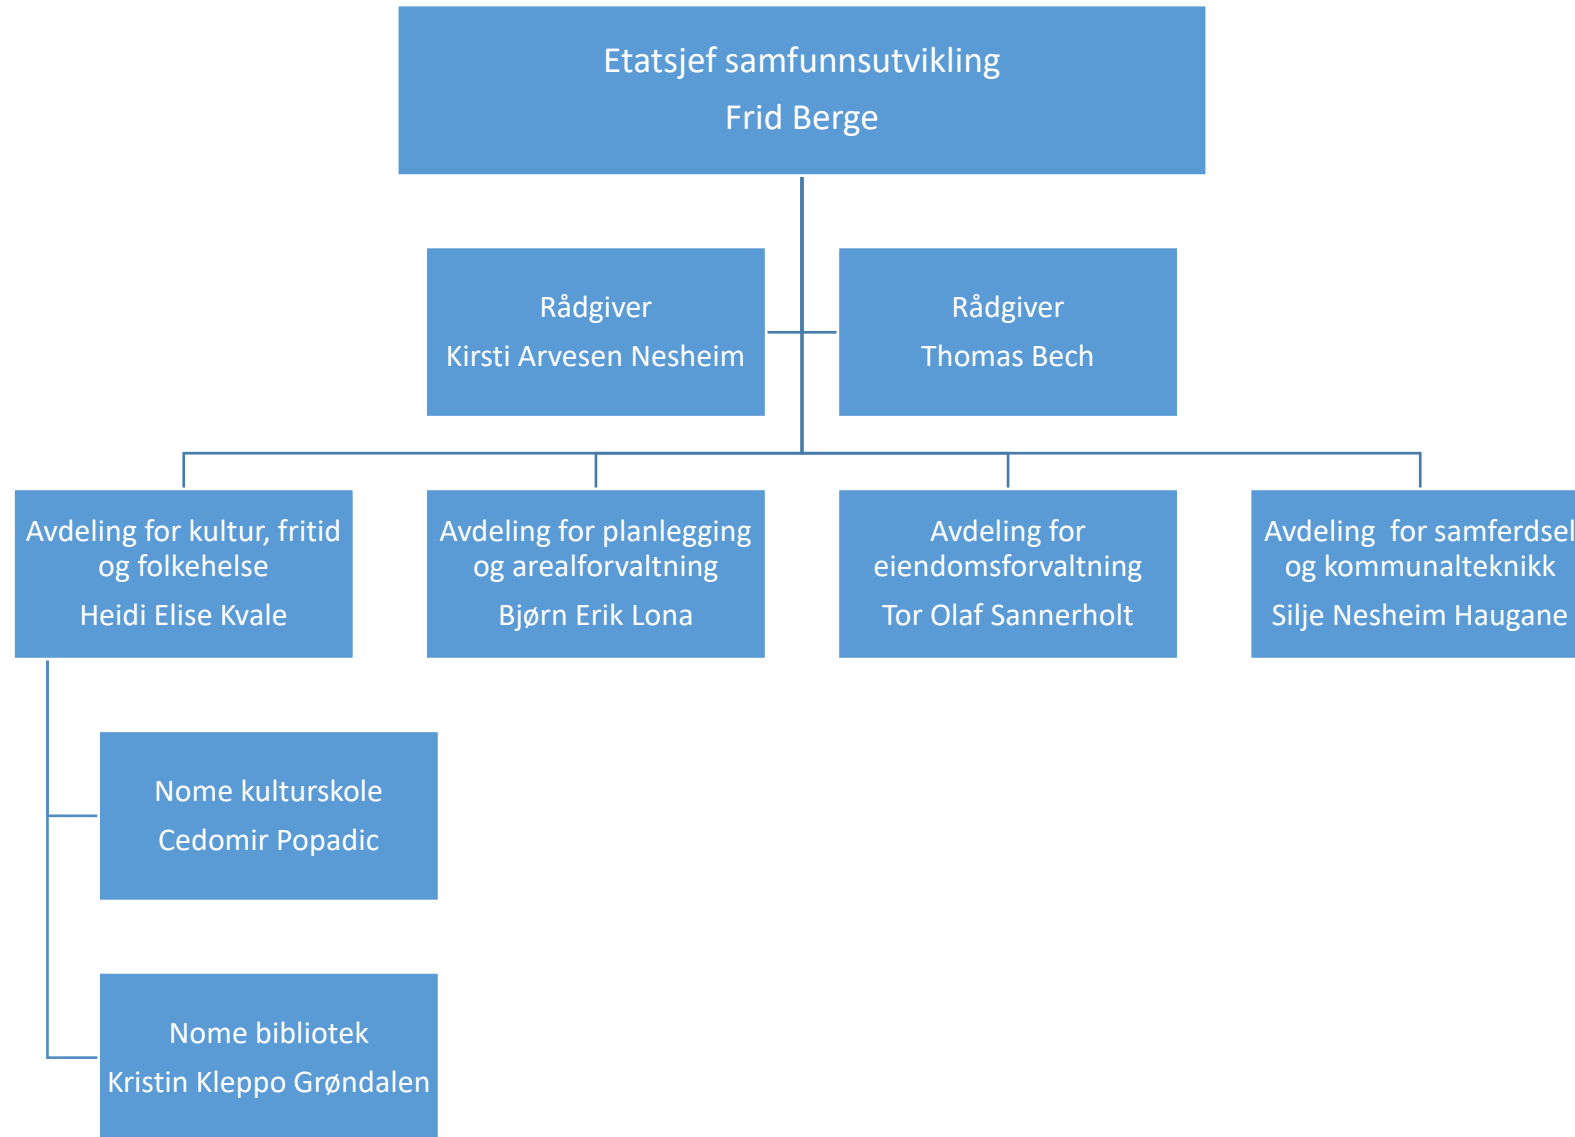 Etatsjef samfunnsutvikling
Frid Berge
Rådgiver
Kirsti Arvesen Nesheim
Rådgiver
Thomas Bech
Avdeling for kultur, fritid
og folkehelse
Heidi Elise Kvale
Avdeling for planlegging
og arealforvaltning
Bjørn Erik Lona
Avdeling for
eiendomsforvaltning
Tor Olaf Sannerholt
Avdeling  for samferdsel
og kommunalteknikk
Silje Nesheim Haugane
Nome kulturskole
Cedomir Popadic
Nome bibliotek
Kristin Kleppo Grøndalen